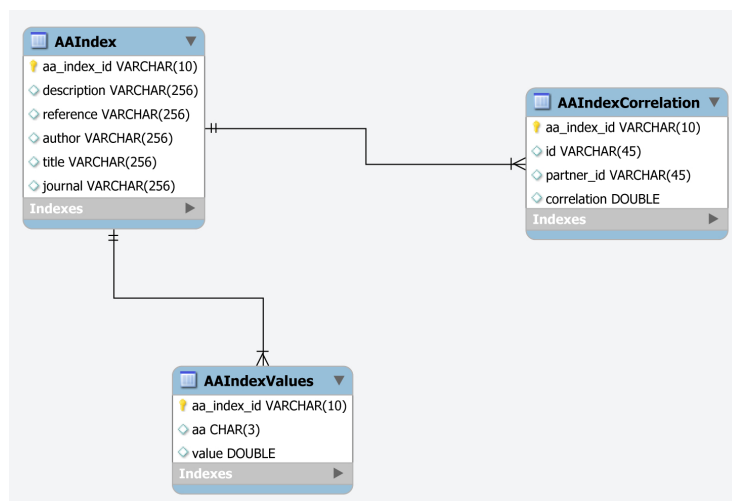 AAIndex
aa_index_id VARCHAR(10)
description VARCHAR(256)
reference VARCHAR(256)
author VARCHAR(256)
title VARCHAR(256)
journal VARCHAR(256)
Indexes
AAIndexCorrelation
aa_index_id VARCHAR(10)
id VARCHAR(45)
partner_id VARCHAR(45)
correlation DOUBLE
Indexes
AAIndexValues
aa_index_id VARCHAR(10)
aa CHAR(3)
value DOUBLE
Indexes